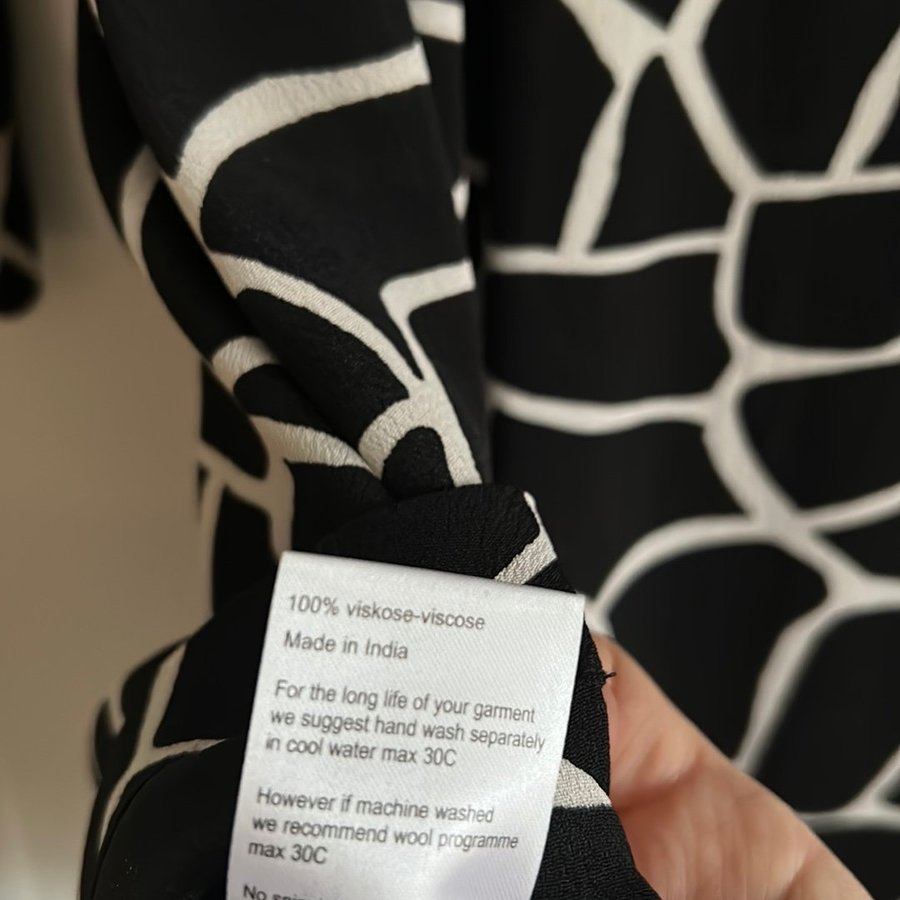 100% viskose-viscose
Made in India
For the long life of your garment
we suggest hand wash separately
in cool water max 30C
However if machine washed
we recommend wool programme
max 30C
No